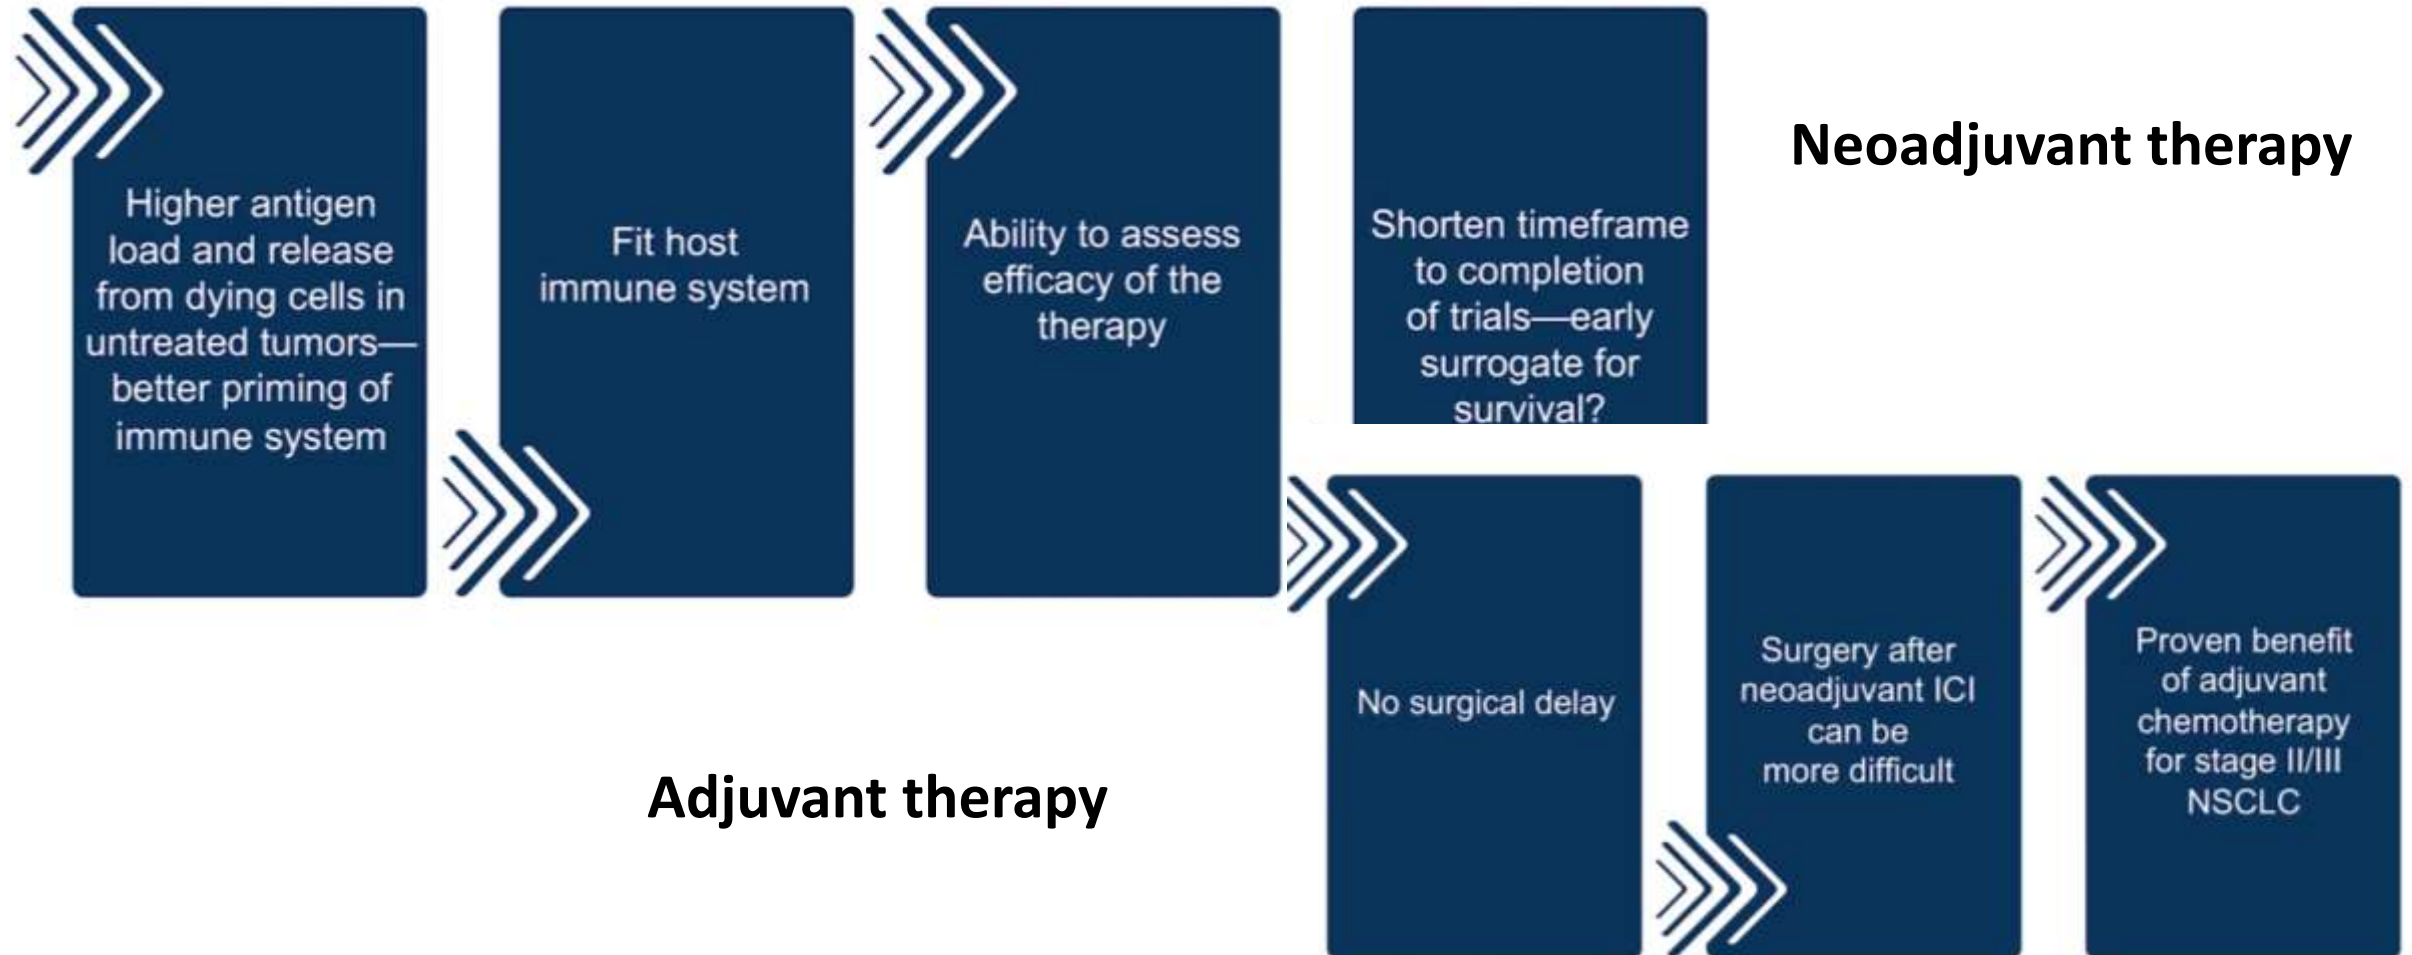 Higher antigen
load and release
from dying cells in
untreated tumors—
better priming of
immune system
Fit host
immune system
Ability to assess
efficacy of the
therapy
Shorten timeframe
to completion
of trials—early
surrogate for
survival?
Neoadjuvant therapy
Adjuvant therapy
No surgical delay
Surgery after
neoadjuvant ICI
can be
more difficult
Proven benefit
of adjuvant
chemotherapy
for stage II/III
NSCLC